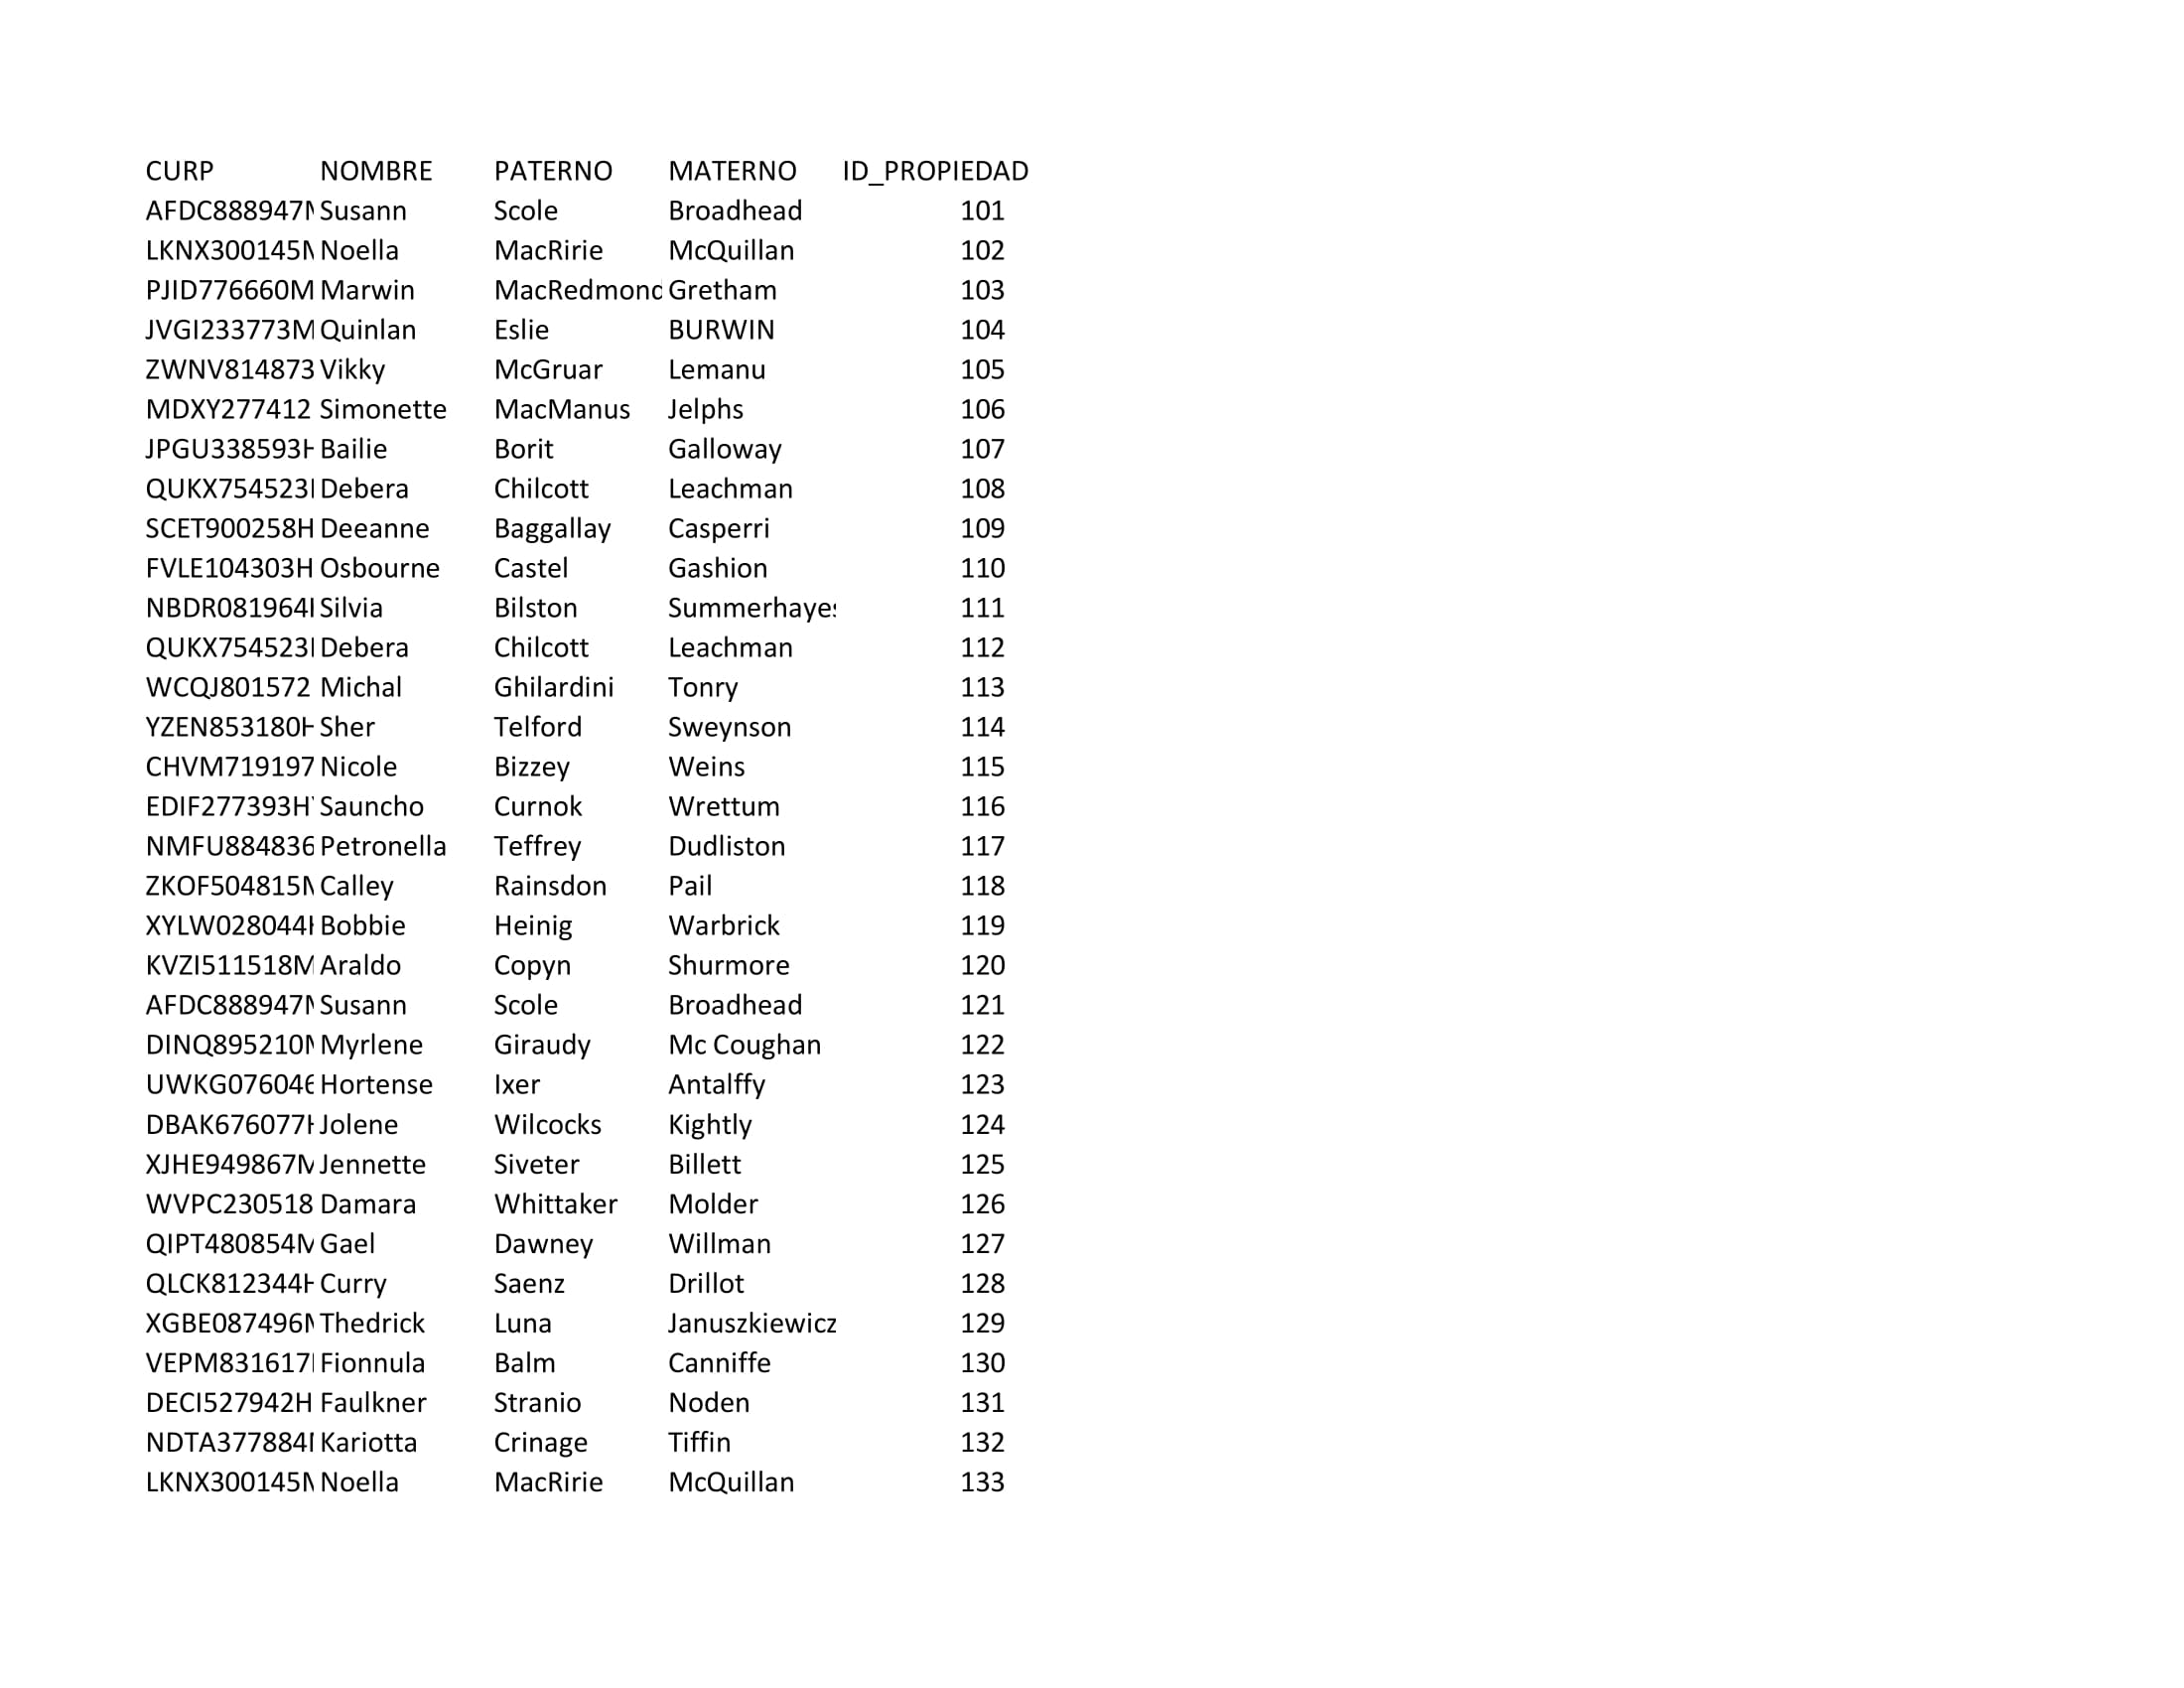 CURP NOMBRE PATERNO MATERNO ID_PROPIEDAD
AFDC888947M Susann Scole Broadhead 101
LKNX300145M Noella MacRirie McQuillan 102
PJID776660M Marwin MacRedmond Gretham 103
JVGI233773M Quinlan Eslie BURWIN 104
ZWNV814873 Vikky McGruar Lemanu 105
MDXY277412 Simonette MacManus Jelphs 106
JPGU338593H Bailie Borit Galloway 107
QUKX754523 Debera Chilcott Leachman 108
SCET900258H Deeanne Baggallay Casperri 109
FVLE104303H Osbourne Castel Gashion 110
NBDR081964 Silvia Bilston Summerhayes 111
QUKX754523 Debera Chilcott Leachman 112
WCQJ801572 Michal Ghilardini Tonry 113
YZEN853180H Sher Telford Sweynson 114
CHVM719197 Nicole Bizzey Weins 115
EDIF277393H Sauncho Curnok Wrettum 116
NMFU884836 Petronella Teffrey Dudliston 117
ZKOF504815M Calley Rainsdon Pail 118
XYLW028044 Bobbie Heinig Warbrick 119
KVZI511518M Araldo Copyn Shurmore 120
AFDC888947M Susann Scole Broadhead 121
DINQ895210M Myrlene Giraudy Mc Coughan 122
UWKG076046 Hortense Ixer Antalffy 123
DBAK676077H Jolene Wilcocks Kightly 124
XJHE949867M Jennette Siveter Billett 125
WVPC230518 Damara Whittaker Molder 126
QIPT480854M Gael Dawney Willman 127
QLCK812344H Curry Saenz Drillot 128
XGBE087496M Thedrick Luna Januszkiewicz 129
VEPM831617 Fionnula Balm Canniffe 130
DECI527942H Faulkner Stranio Noden 131
NDTA377884 Kariotta Crinage Tiffin 132
LKNX300145M Noella MacRirie McQuillan 133